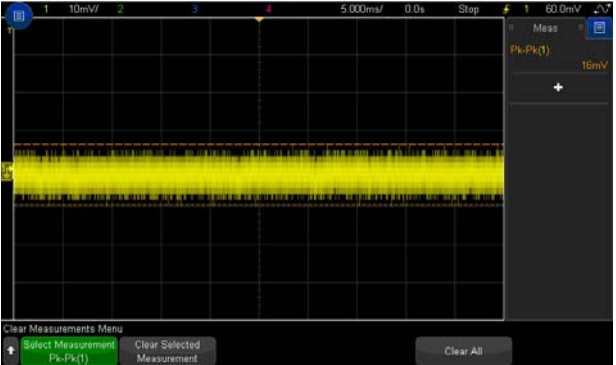 1 10mV/ 2 3 4 5.000ms/ 0.0s Stop 1 60.0mV
T
Meas
Pk-Pk(1)
16mV
Clear Measurements Menu
Select Measurement
Pk-Pk(1)
Clear Selected
Measurement
Clear All